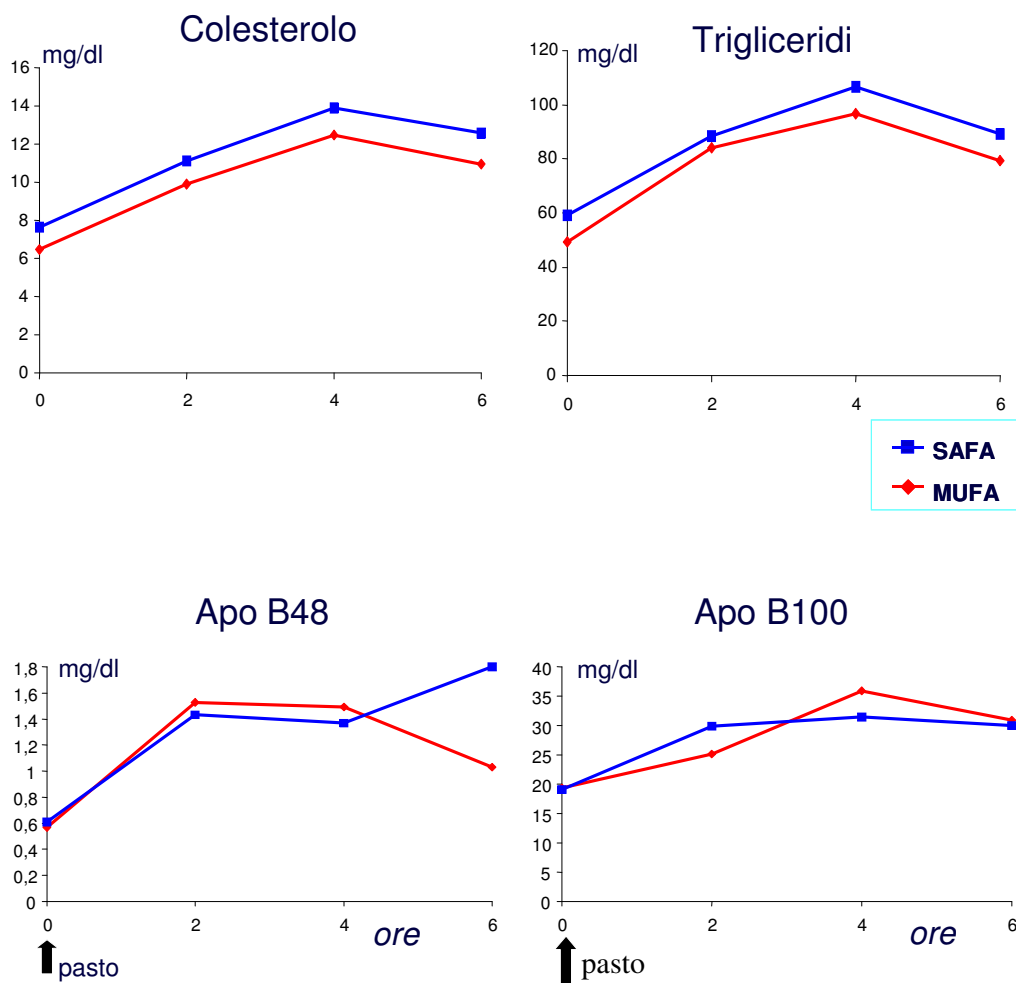 Colesterolo
mg/dl
16
14
12
10
8
6
4
2
0
0 2 4 6
Trigliceridi
mg/dl
120
100
80
60
40
20
0
0 2 4 6
SAFA
MUFA
Apo B48
mg/dl
1,8
1,6
1,4
1,2
1
0,8
0,6
0,4
0,2
0
0 2 4 6
ore
pasto
Apo B100
mg/dl
40
35
30
25
20
15
10
5
0
0 2 4 6
ore
pasto